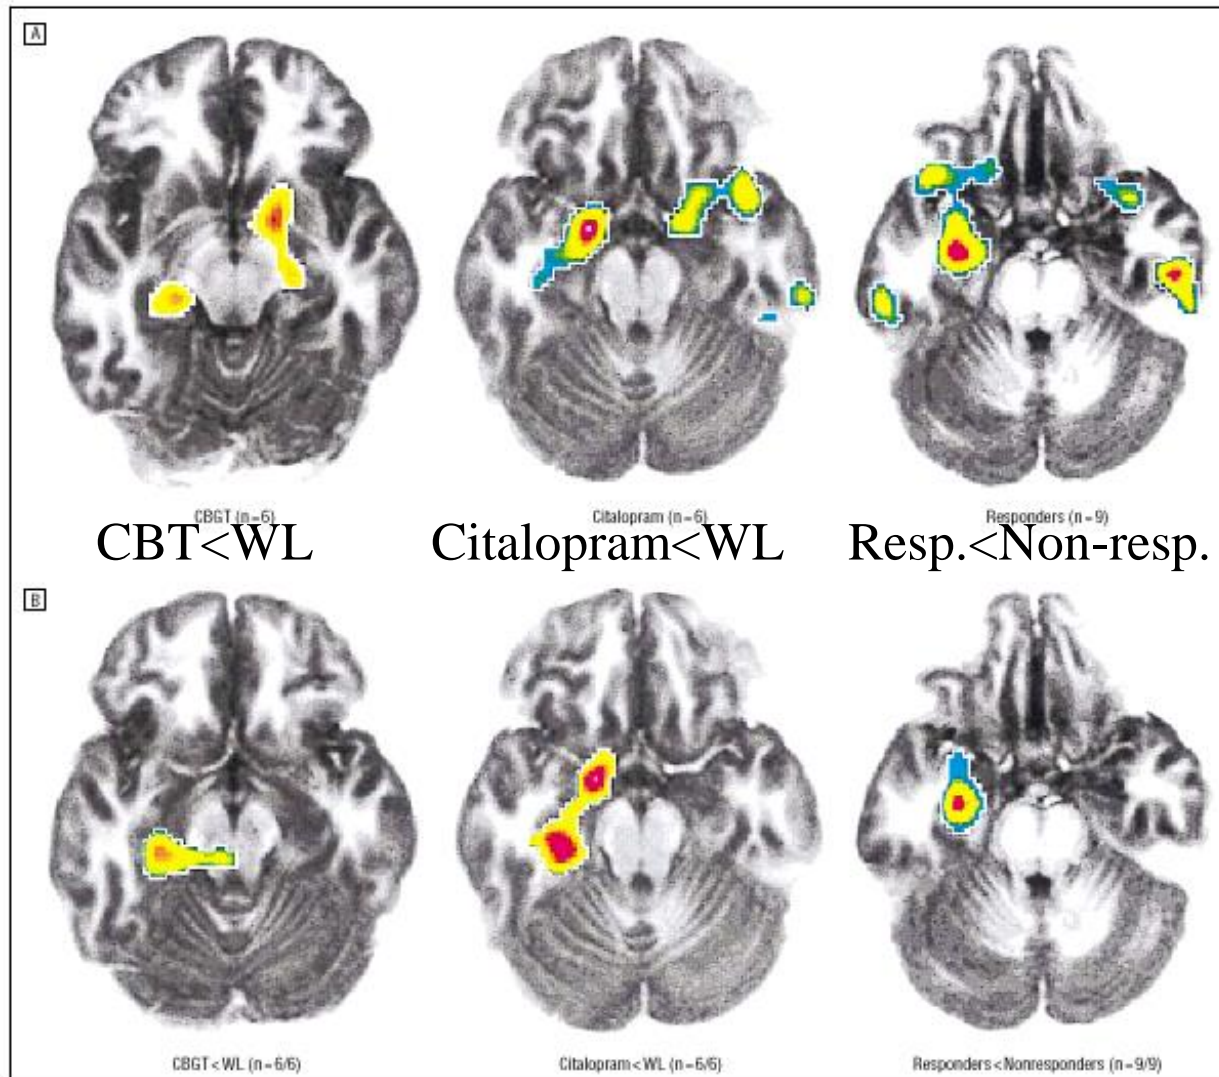 A
CBGT (n=6) Citalopram (n=6) Responders (n=9)
CBT<WL Citalopram<WL Resp.<Non-resp.
B
CBGT<WL (n=6/6) Citalopram<WL (n=6/6) Responders<Nonresponders (n=9/9)